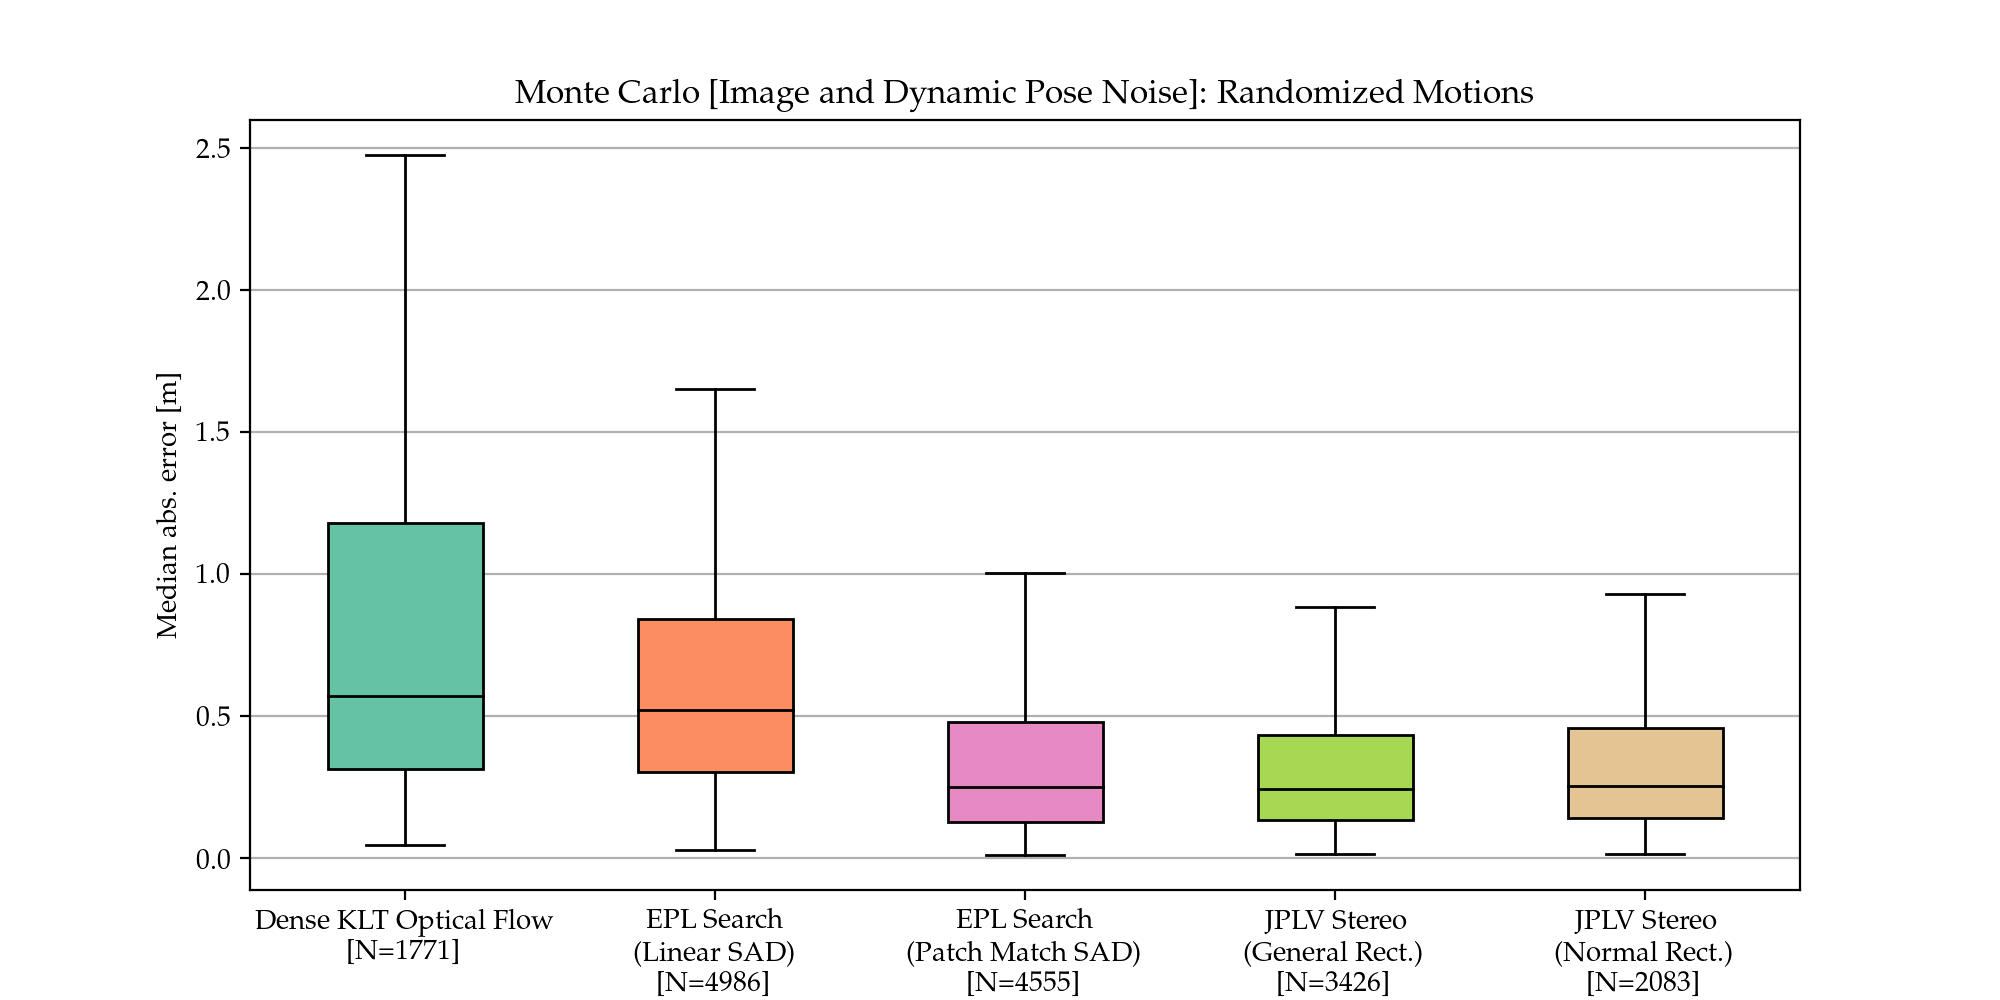 Monte Carlo [Image and Dynamic Pose Noise]: Randomized Motions
Median abs. error [m]
2.5
2.0
1.5
1.0
0.5
0.0
Dense KLT Optical Flow
[N=1771]
EPL Search
(Linear SAD)
[N=4986]
EPL Search
(Patch Match SAD)
[N=4555]
JPLV Stereo
(General Rect.)
[N=3426]
JPLV Stereo
(Normal Rect.)
[N=2083]